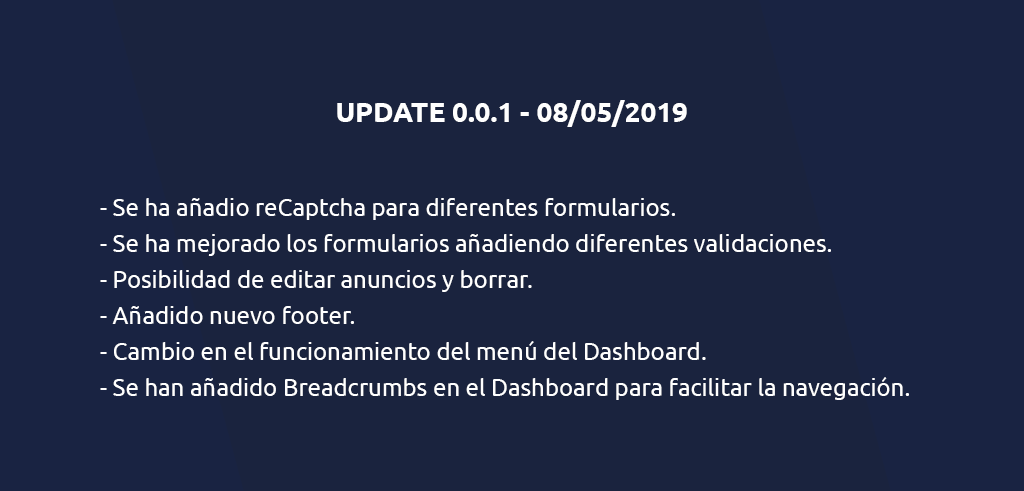 UPDATE 0.0.1 - 08/05/2019
- Se ha añadio reCaptcha para diferentes formularios.
- Se ha mejorado los formularios añadiendo diferentes validaciones.
- Posibilidad de editar anuncios y borrar.
- Añadido nuevo footer.
- Cambio en el funcionamiento del menú del Dashboard.
- Se han añadido Breadcrumbs en el Dashboard para facilitar la navegación.